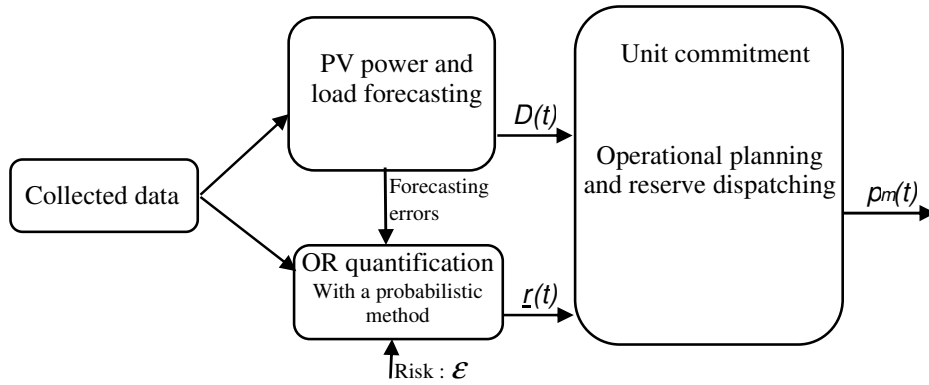 PV power and
load forecasting
Unit commitment
D(t)
Operational planning
and reserve dispatching
Collected data
Forecasting
errors
pm(t)
OR quantification
With a probabilistic
method
r(t)
Risk : ε